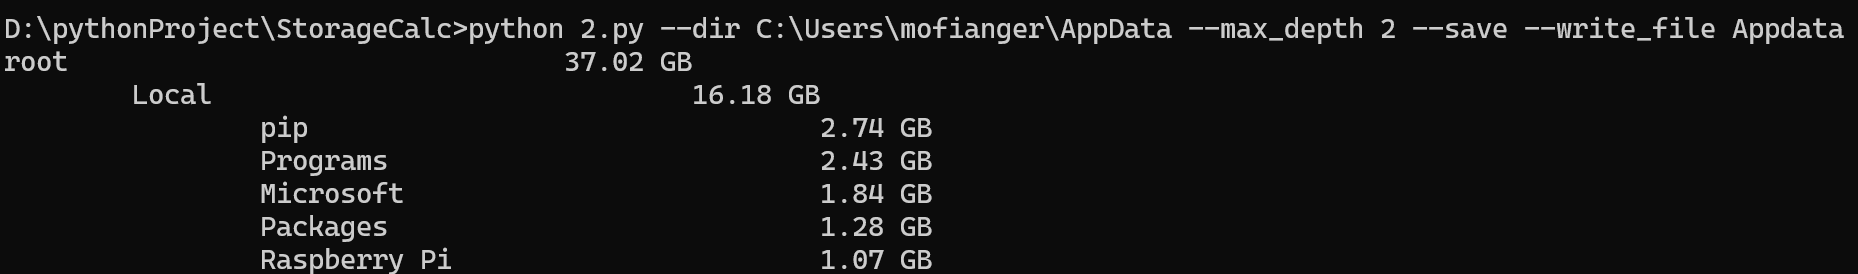 D:\pythonProject\StorageCalc>python 2.py --dir C:\Users\mofianger\AppData --max_depth 2 --save --write_file Appdata
root 37.02 GB
Local 16.18 GB
pip 2.74 GB
Programs 2.43 GB
Microsoft 1.84 GB
Packages 1.28 GB
Raspberry Pi 1.07 GB